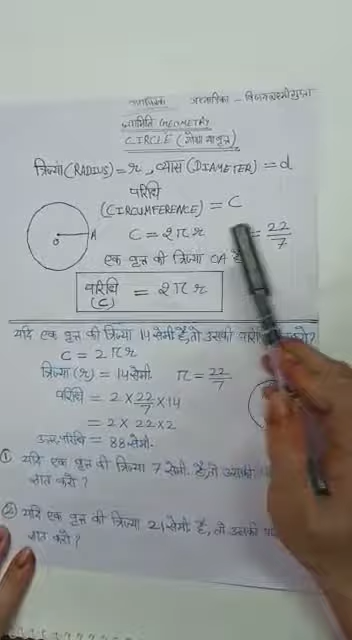 अध्यापिका - विजयलक्ष्मी गुप्ता
ज्यामिति GEOMETRY
CIRCLE (गोला या वृत्त)
त्रिज्या (RADIUS) = r, व्यास (DIAMETER) = d
परिधि
(CIRCUMFERENCE) = C
C = 2πr = 22/7
O A
एक वृत्त की त्रिज्या OA है
परिधि (C) = 2πr
यदि एक वृत्त की त्रिज्या 14 सेमी है, तो उसकी
C = 2πr
त्रिज्या (r) = 14 सेमी. π = 22/7
परिधि = 2 × 22/7 × 14
= 2 × 22 × 2
उत्तर परिधि = 88 सेमी.
① यदि एक वृत्त की त्रिज्या 7 सेमी. है, तो उसकी
ज्ञात करो ?
② यदि एक वृत्त की त्रिज्या 21 सेमी. है, तो उसकी
ज्ञात करो ?